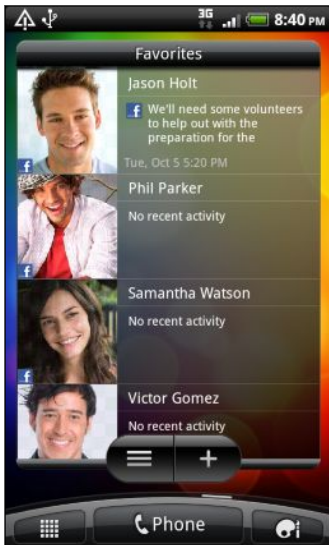 3G
8:40 PM
Favorites
Jason Holt
f We'll need some volunteers
to help out with the
preparation for the
Tue, Oct 5 5:20 PM
f
Phil Parker
No recent activity
f
Samantha Watson
No recent activity
f
Victor Gomez
No recent activity
Phone